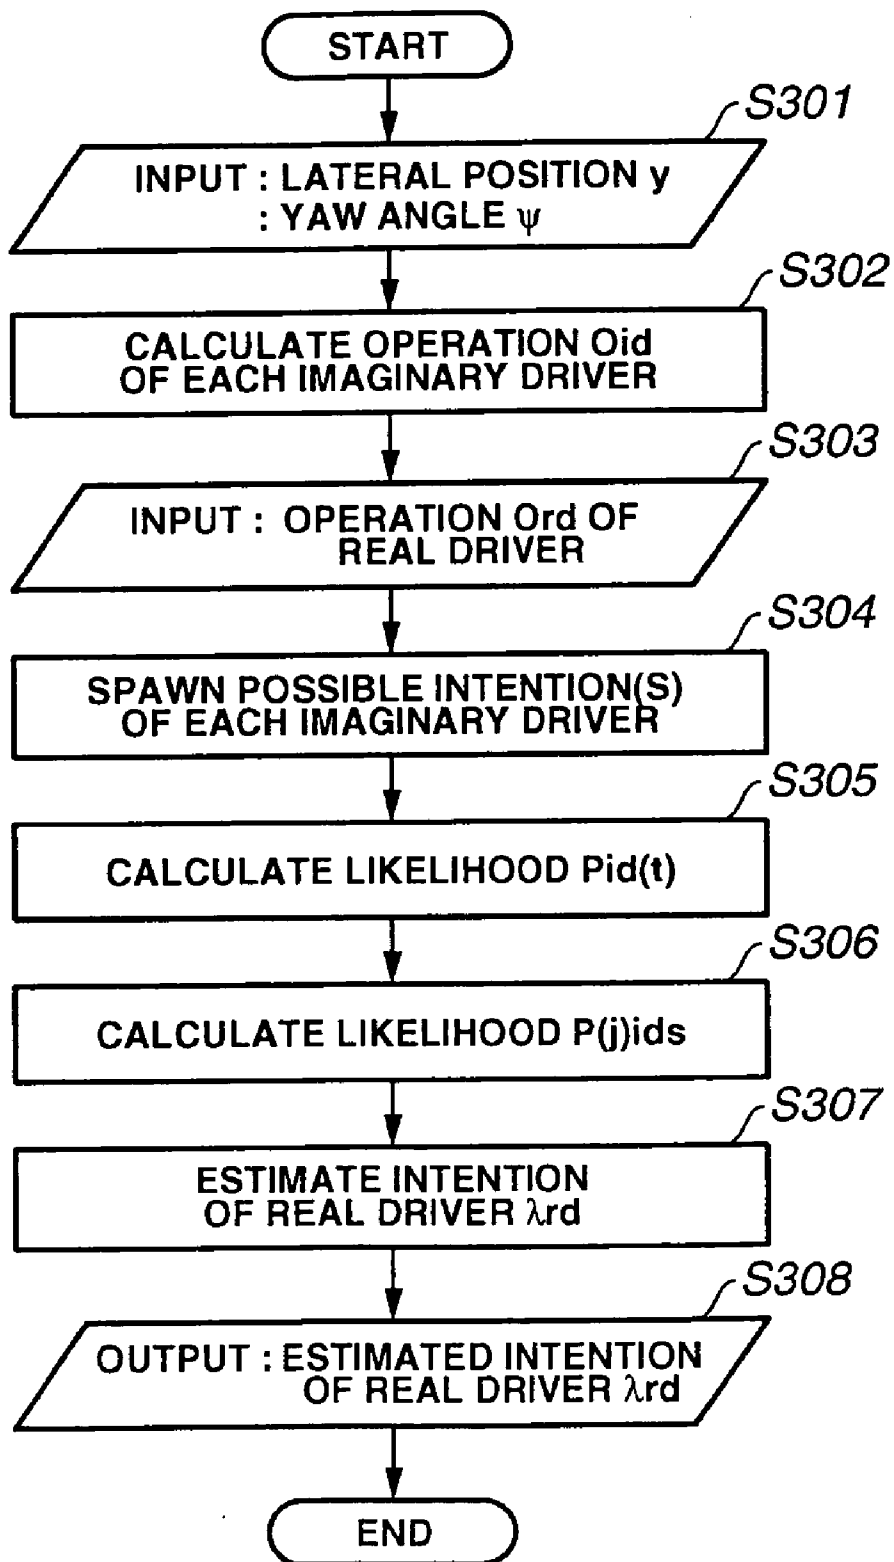 START
S301
INPUT : LATERAL POSITION y
: YAW ANGLE ψ
S302
CALCULATE OPERATION Oid
OF EACH IMAGINARY DRIVER
S303
INPUT : OPERATION Ord OF
REAL DRIVER
S304
SPAWN POSSIBLE INTENTION(S)
OF EACH IMAGINARY DRIVER
S305
CALCULATE LIKELIHOOD Pid(t)
S306
CALCULATE LIKELIHOOD P(j)ids
S307
ESTIMATE INTENTION
OF REAL DRIVER λrd
S308
OUTPUT : ESTIMATED INTENTION
OF REAL DRIVER λrd
END